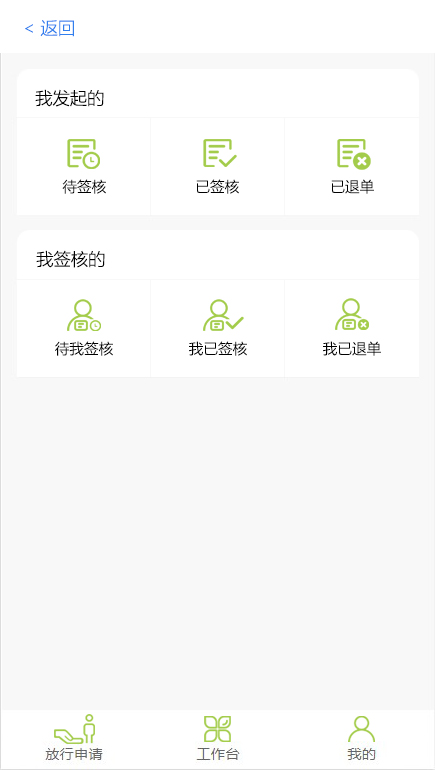 < 返回
我发起的
待签核 已签核 已退单
我签核的
待我签核 我已签核 我已退单
放行申请 工作台 我的